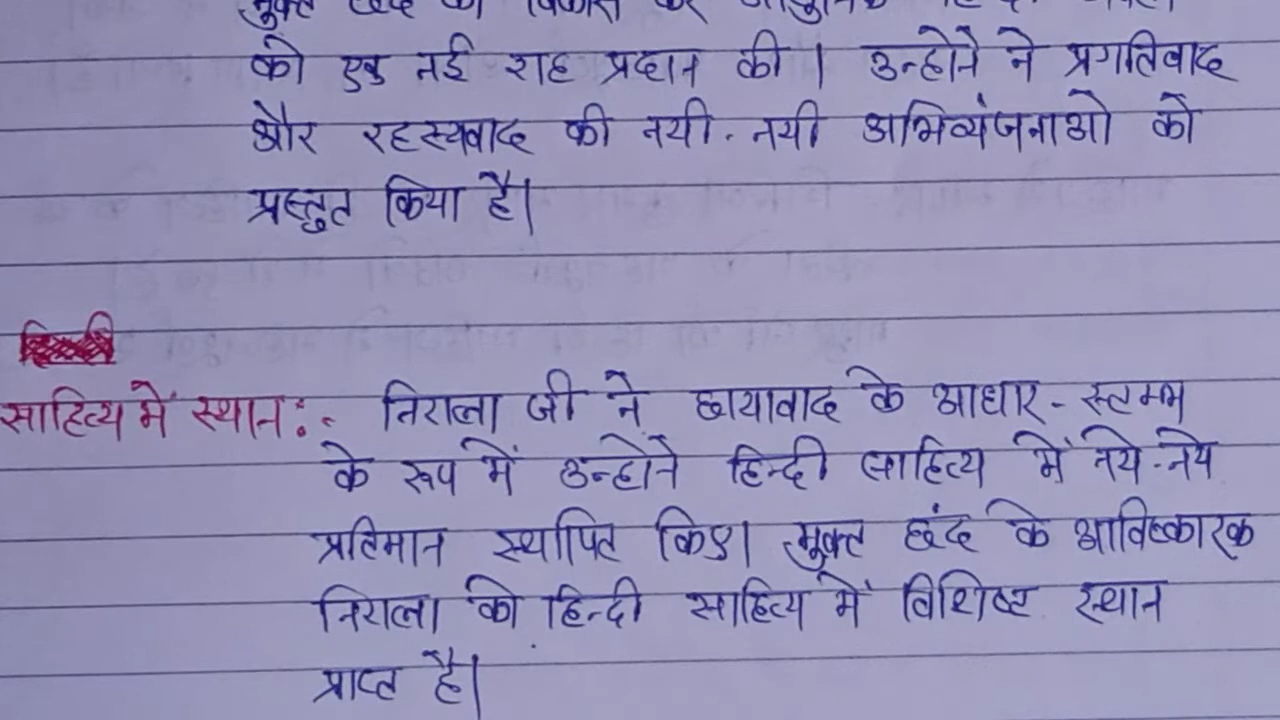 मुक्त छंद का विकास कर
को एक नई राह प्रदान की। उन्होने ने प्रगतिवाद
और रहस्यवाद की नयी-नयी अभिव्यंजनाओ को
प्रस्तुत किया है।
साहित्य में स्थान:- निराला जी ने छायावाद के आधार-स्तम्भ
के रूप में उन्होंने हिन्दी साहित्य में नये-नये
प्रतिमान स्थापित किए। मुक्त छंद के आविष्कारक
निराला को हिन्दी साहित्य में विशिष्ट स्थान
प्राप्त है।